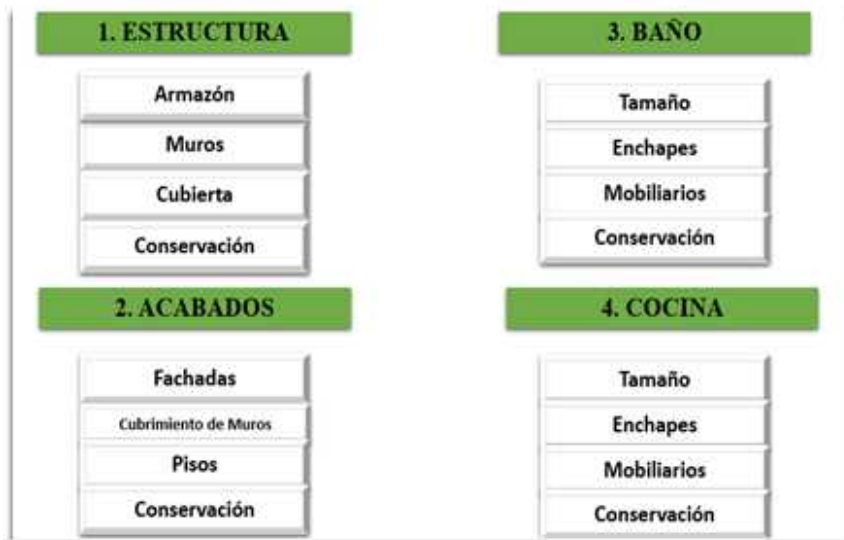 1. ESTRUCTURA
Armazón
Muros
Cubierta
Conservación
2. ACABADOS
Fachadas
Cubrimiento de Muros
Pisos
Conservación
3. BAÑO
Tamaño
Enchapes
Mobiliarios
Conservación
4. COCINA
Tamaño
Enchapes
Mobiliarios
Conservación